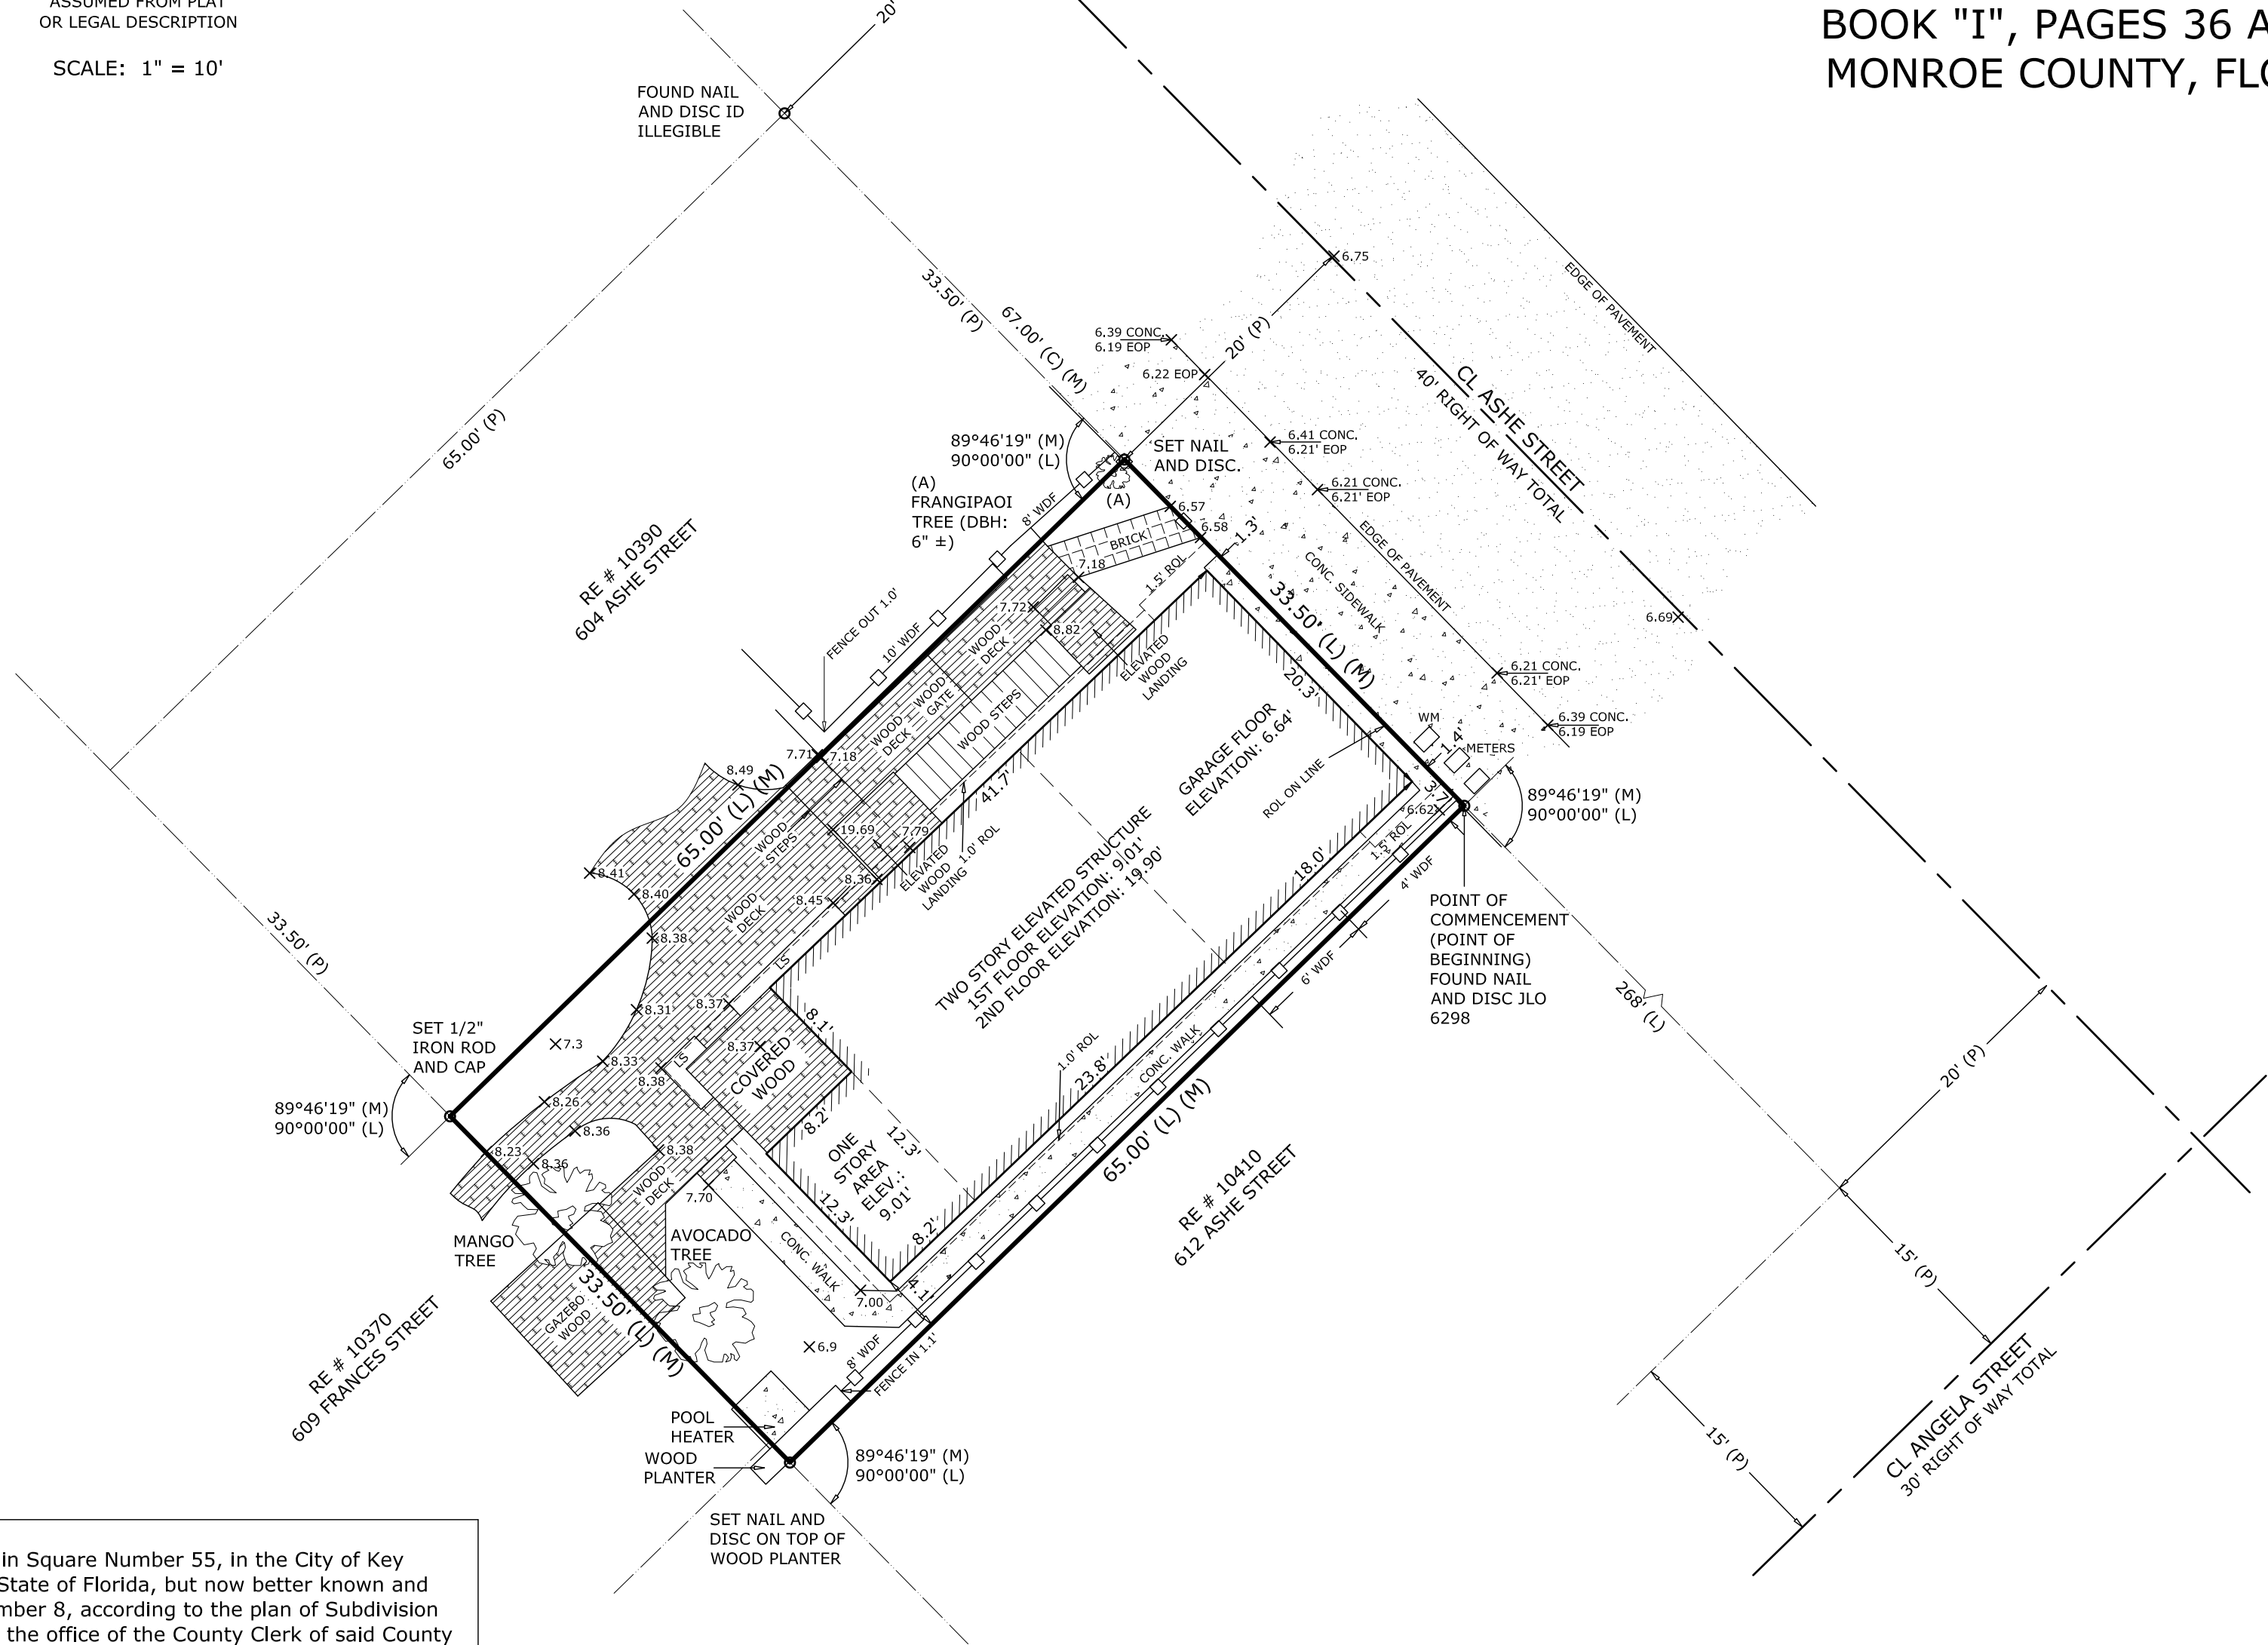 ASSUMED FROM PLAT
OR LEGAL DESCRIPTION
SCALE: 1" = 10'
BOOK "I", PAGES 36 A
MONROE COUNTY, FLO
20'
FOUND NAIL
AND DISC ID
ILLEGIBLE
33.50' (P)
67.00' (C) (M)
65.00' (P)
6.75
EDGE OF PAVEMENT
6.39 CONC.
6.19 EOP
20' (P)
6.22 EOP
CL ASHE STREET
40' RIGHT OF WAY TOTAL
89°46'19" (M)
90°00'00" (L)
SET NAIL
AND DISC.
6.41 CONC.
6.21' EOP
6.21 CONC.
6.21' EOP
(A)
FRANGIPAOI
TREE (DBH:
6" ±)
(A)
8' WDF
6.57
6.58
BRICK
1.3'
7.18
1.5' ROL
EDGE OF PAVEMENT
CONC. SIDEWALK
33.50' (L) (M)
RE # 10390
604 ASHE STREET
FENCE OUT 1.0'
10' WDF
7.72
8.82
WOOD
DECK
ELEVATED
WOOD
LANDING
6.69
6.21 CONC.
6.21' EOP
6.39 CONC.
6.19 EOP
20.3'
WOOD
GATE
WOOD
DECK
WOOD STEPS
GARAGE FLOOR
ELEVATION: 6.64'
WM
1.4'
METERS
ROL ON LINE
3.7'
6.62
89°46'19" (M)
90°00'00" (L)
7.71
7.18
8.49
65.00' (L) (M)
41.7'
WOOD
STEPS
19.69
7.79
1.0' ROL
ELEVATED
WOOD
LANDING
8.36
8.45
8.41
8.40
8.38
WOOD
DECK
TWO STORY ELEVATED STRUCTURE
1ST FLOOR ELEVATION: 9.01'
2ND FLOOR ELEVATION: 19.90'
18.0'
1.5' ROL
4' WDF
6' WDF
POINT OF
COMMENCEMENT
(POINT OF
BEGINNING)
FOUND NAIL
AND DISC JLO
6298
268' (L)
33.50' (P)
LS
8.37
8.31
8.1'
8.37
COVERED
WOOD
LS
8.38
8.33
7.3
SET 1/2"
IRON ROD
AND CAP
89°46'19" (M)
90°00'00" (L)
8.26
8.36
8.23
8.36
8.38
8.2'
12.3'
ONE
STORY
AREA
ELEV.:
9.01'
12.3'
8.2'
23.8'
1.0' ROL
CONC. WALK
65.00' (L) (M)
RE # 10410
612 ASHE STREET
20' (P)
15' (P)
15' (P)
CL ANGELA STREET
30' RIGHT OF WAY TOTAL
WOOD
DECK
7.70
MANGO
TREE
AVOCADO
TREE
CONC. WALK
7.00
4.1'
GAZEBO
WOOD
33.50' (L) (M)
RE # 10370
609 FRANCES STREET
6.9
8' WDF
FENCE IN 1.1'
POOL
HEATER
WOOD
PLANTER
89°46'19" (M)
90°00'00" (L)
SET NAIL AND
DISC ON TOP OF
WOOD PLANTER
in Square Number 55, in the City of Key
State of Florida, but now better known and
mber 8, according to the plan of Subdivision
the office of the County Clerk of said County